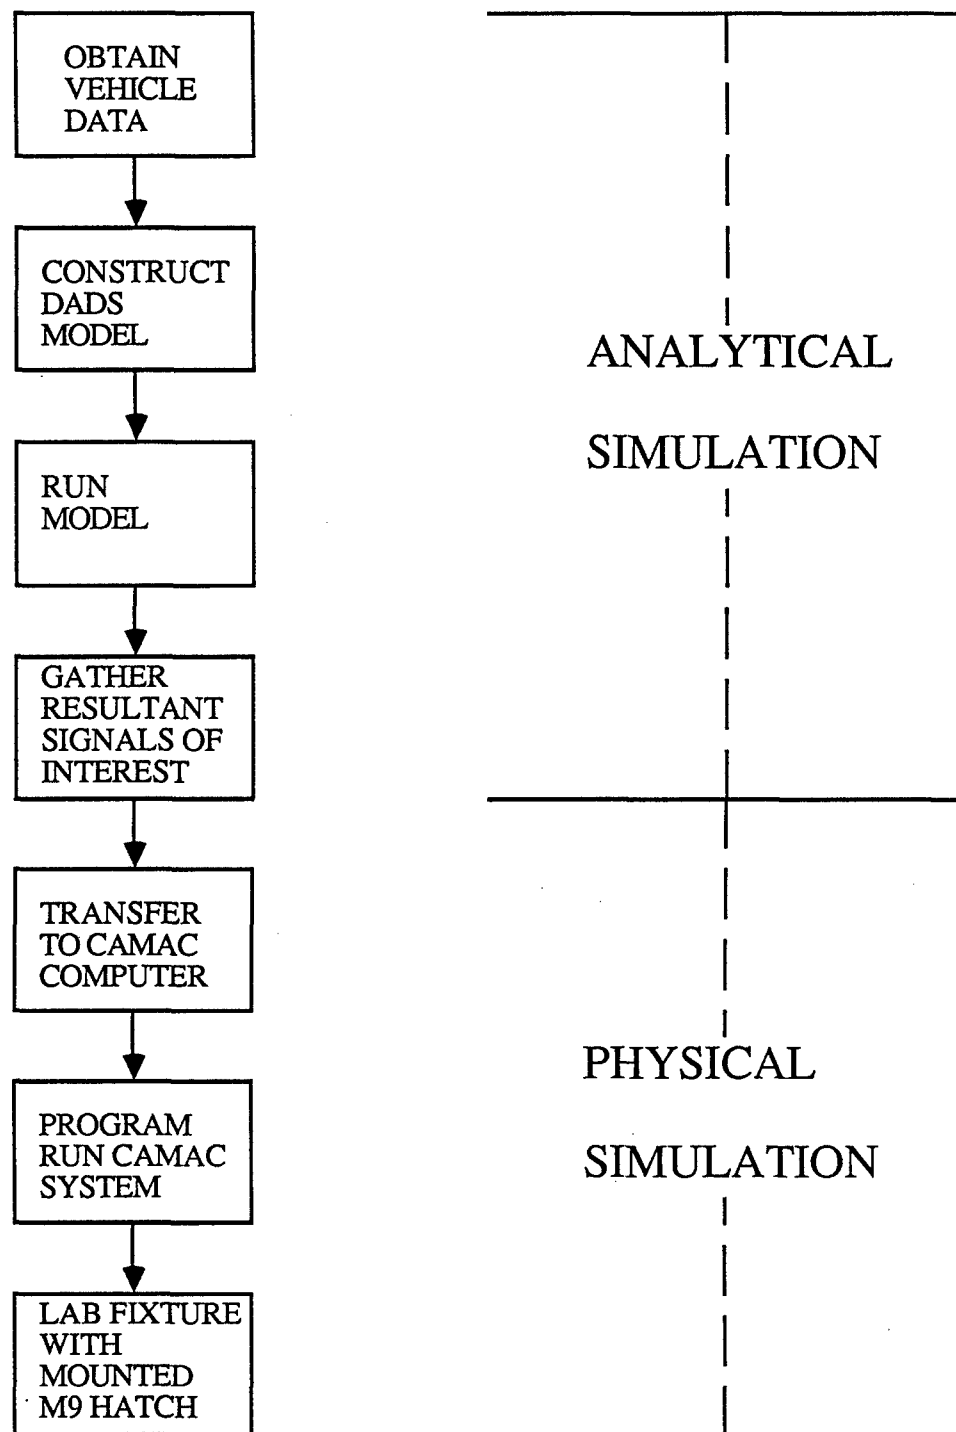 OBTAIN
VEHICLE
DATA
CONSTRUCT
DADS
MODEL
RUN
MODEL
GATHER
RESULTANT
SIGNALS OF
INTEREST
TRANSFER
TO CAMAC
COMPUTER
PROGRAM
RUN CAMAC
SYSTEM
LAB FIXTURE
WITH
MOUNTED
M9 HATCH
ANALYTICAL
SIMULATION
PHYSICAL
SIMULATION